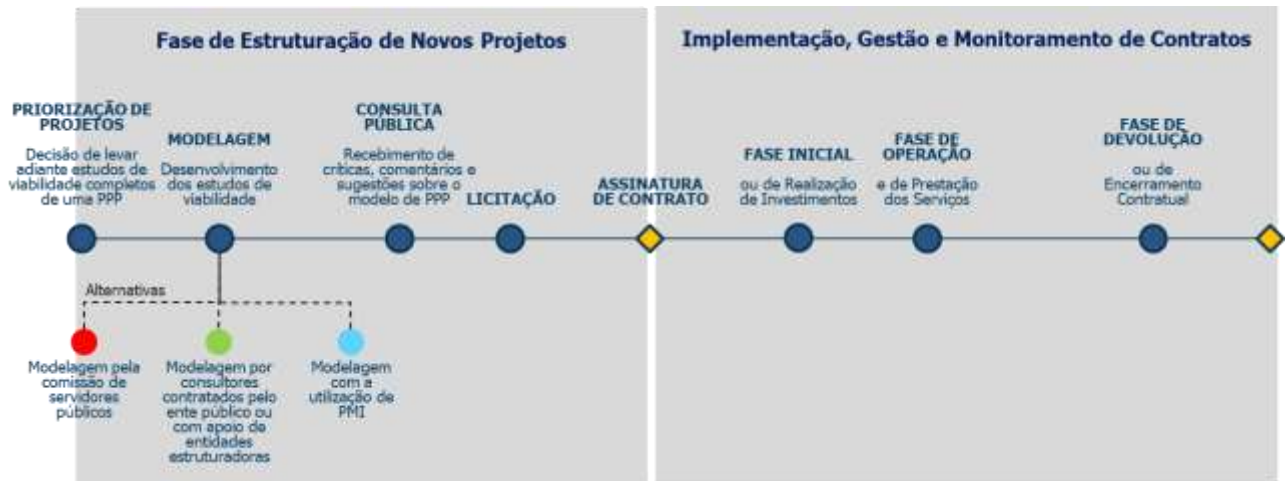 Fase de Estruturação de Novos Projetos
Implementação, Gestão e Monitoramento de Contratos
PRIORIZAÇÃO DE
PROJETOS
Decisão de levar
adiante estudos de
viabilidade completos
de uma PPP
MODELAGEM
Desenvolvimento
dos estudos de
viabilidade
CONSULTA
PÚBLICA
Recebimento de
críticas, comentários e
sugestões sobre o
modelo de PPP
LICITAÇÃO
ASSINATURA
DE CONTRATO
FASE INICIAL
ou de Realização
de Investimentos
FASE DE
OPERAÇÃO
e de Prestação
dos Serviços
FASE DE
DEVOLUÇÃO
ou de
Encerramento
Contratual
Alternativas
Modelagem pela
comissão de
servidores
públicos
Modelagem por
consultores
contratados pelo
ente público ou
com apoio de
entidades
estruturadoras
Modelagem
com a
utilização de
PMI